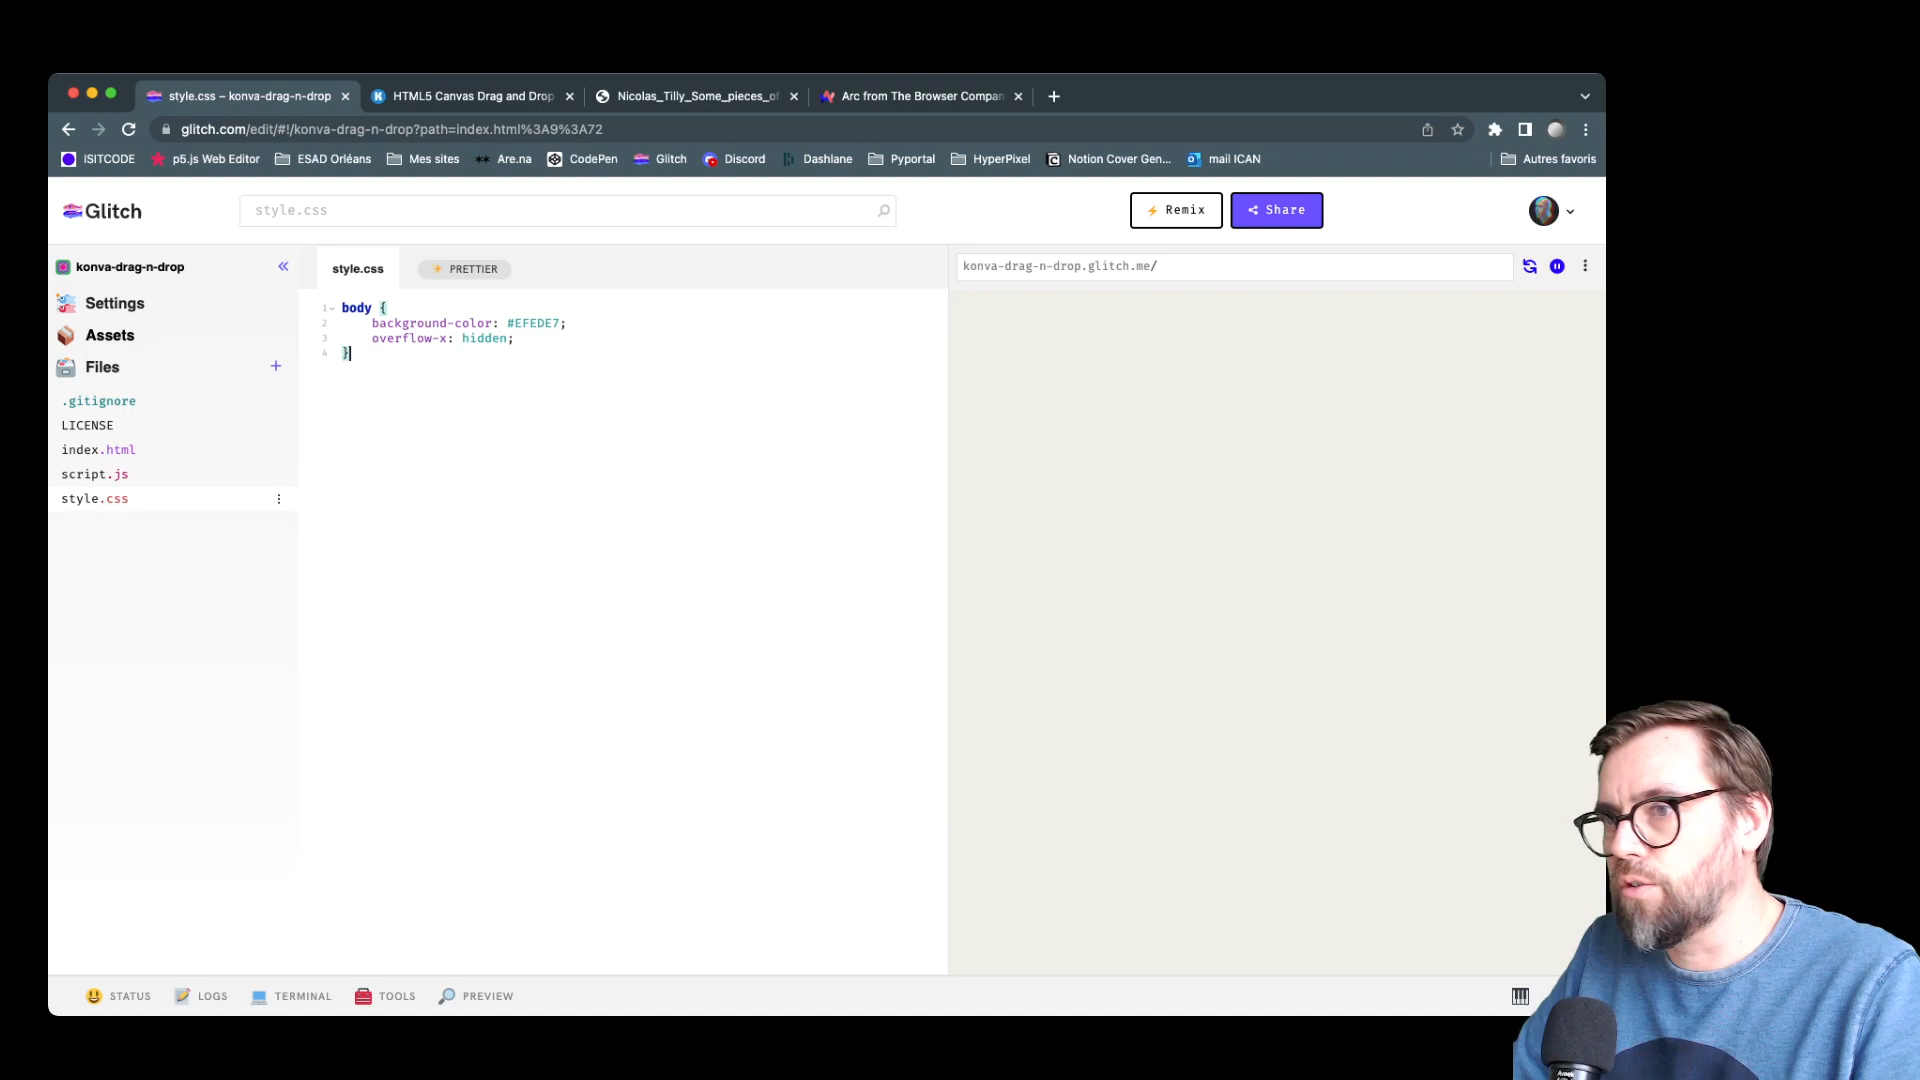 style.css – konva-drag-n-drop
HTML5 Canvas Drag and Drop
Nicolas_Tilly_Some_pieces_of
Arc from The Browser Compan
glitch.com/edit/#!/konva-drag-n-drop?path=index.html%3A9%3A72
ISITCODE
p5.js Web Editor
ESAD Orléans
Mes sites
Are.na
CodePen
Glitch
Discord
Dashlane
Pyportal
HyperPixel
Notion Cover Gen...
mail ICAN
Autres favoris
Glitch
style.css
Remix
Share
konva-drag-n-drop
style.css
PRETTIER
konva-drag-n-drop.glitch.me/
Settings
Assets
Files
.gitignore
LICENSE
index.html
script.js
style.css
1 body {
2 background-color: #EFEDE7;
3 overflow-x: hidden;
4 }
STATUS
LOGS
TERMINAL
TOOLS
PREVIEW